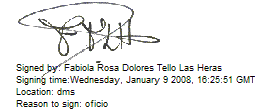 Signed by: Fabiola Rosa Dolores Tello Las Heras
Signing time:Wednesday, January 9 2008, 16:25:51 GMT
Location: dms
Reason to sign: oficio